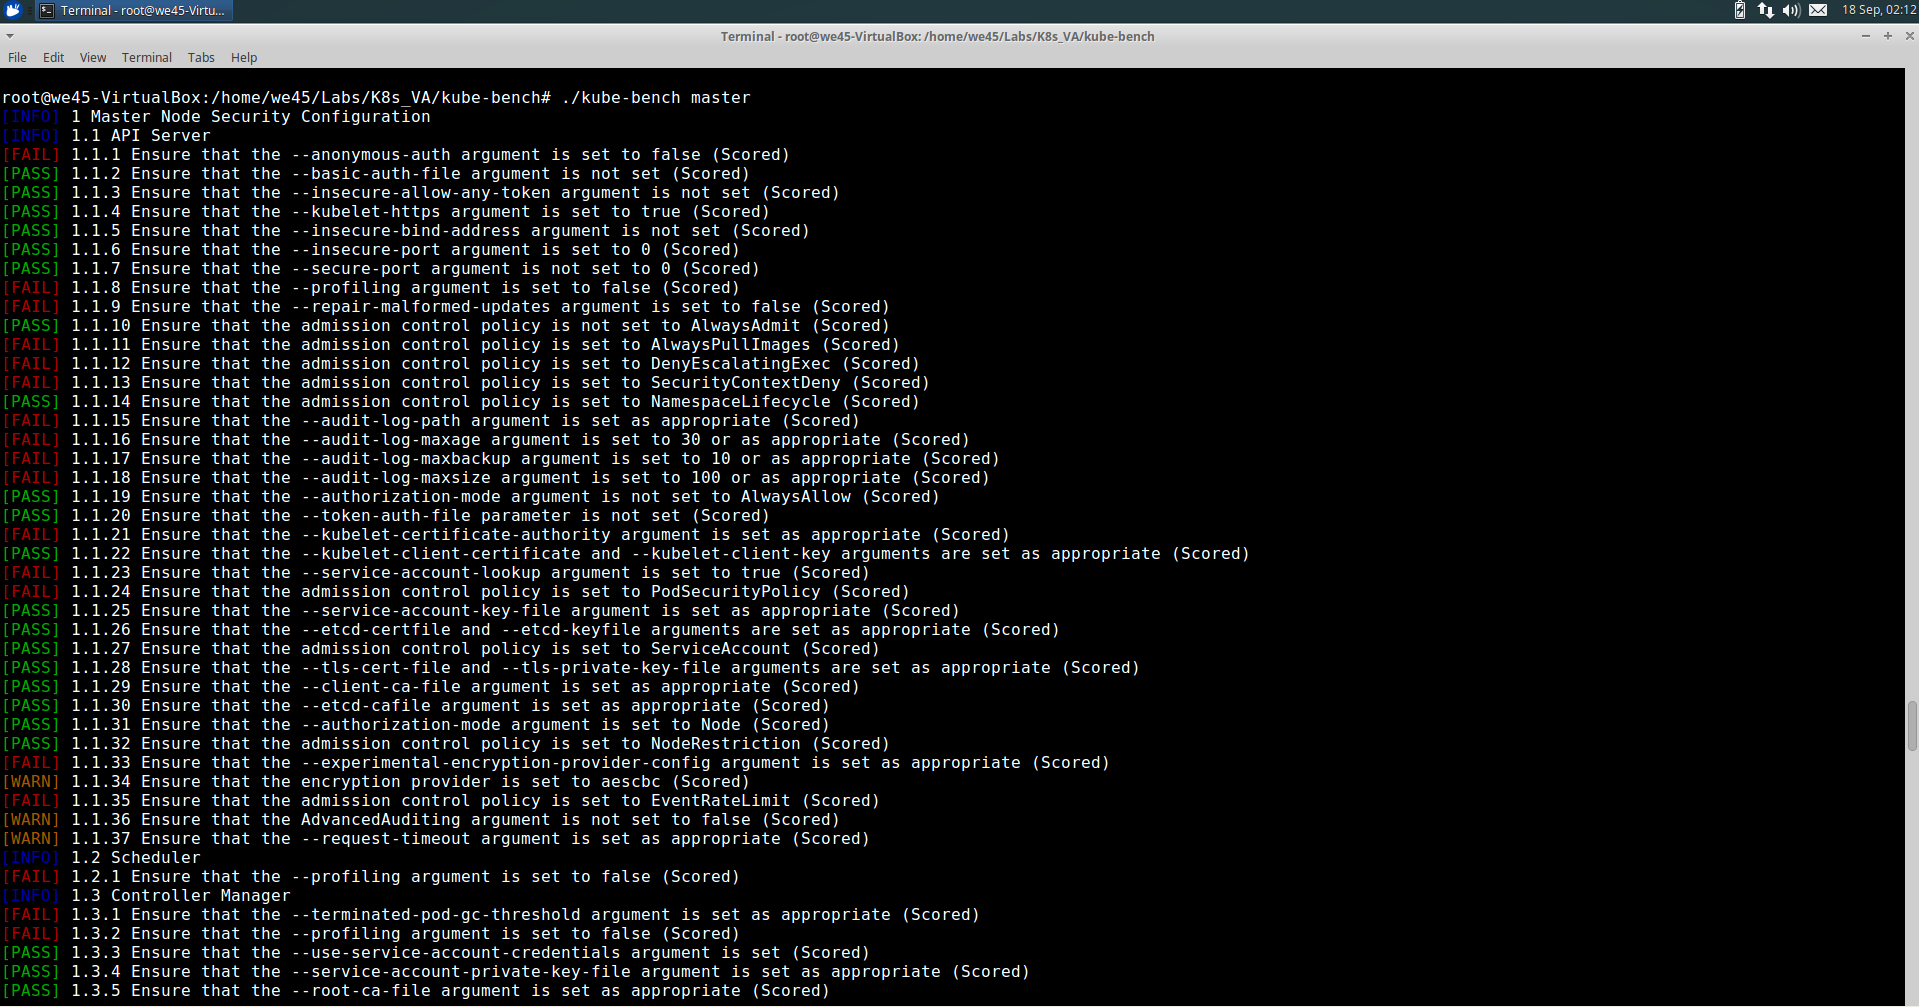 Terminal - root@we45-Virtu...
18 Sep, 02:12
Terminal - root@we45-VirtualBox: /home/we45/Labs/K8s_VA/kube-bench
File Edit View Terminal Tabs Help
root@we45-VirtualBox:/home/we45/Labs/K8s_VA/kube-bench# ./kube-bench master
[INFO] 1 Master Node Security Configuration
[INFO] 1.1 API Server
[FAIL] 1.1.1 Ensure that the --anonymous-auth argument is set to false (Scored)
[PASS] 1.1.2 Ensure that the --basic-auth-file argument is not set (Scored)
[PASS] 1.1.3 Ensure that the --insecure-allow-any-token argument is not set (Scored)
[PASS] 1.1.4 Ensure that the --kubelet-https argument is set to true (Scored)
[PASS] 1.1.5 Ensure that the --insecure-bind-address argument is not set (Scored)
[PASS] 1.1.6 Ensure that the --insecure-port argument is set to 0 (Scored)
[PASS] 1.1.7 Ensure that the --secure-port argument is not set to 0 (Scored)
[FAIL] 1.1.8 Ensure that the --profiling argument is set to false (Scored)
[FAIL] 1.1.9 Ensure that the --repair-malformed-updates argument is set to false (Scored)
[PASS] 1.1.10 Ensure that the admission control policy is not set to AlwaysAdmit (Scored)
[FAIL] 1.1.11 Ensure that the admission control policy is set to AlwaysPullImages (Scored)
[FAIL] 1.1.12 Ensure that the admission control policy is set to DenyEscalatingExec (Scored)
[FAIL] 1.1.13 Ensure that the admission control policy is set to SecurityContextDeny (Scored)
[PASS] 1.1.14 Ensure that the admission control policy is set to NamespaceLifecycle (Scored)
[FAIL] 1.1.15 Ensure that the --audit-log-path argument is set as appropriate (Scored)
[FAIL] 1.1.16 Ensure that the --audit-log-maxage argument is set to 30 or as appropriate (Scored)
[FAIL] 1.1.17 Ensure that the --audit-log-maxbackup argument is set to 10 or as appropriate (Scored)
[FAIL] 1.1.18 Ensure that the --audit-log-maxsize argument is set to 100 or as appropriate (Scored)
[PASS] 1.1.19 Ensure that the --authorization-mode argument is not set to AlwaysAllow (Scored)
[PASS] 1.1.20 Ensure that the --token-auth-file parameter is not set (Scored)
[FAIL] 1.1.21 Ensure that the --kubelet-certificate-authority argument is set as appropriate (Scored)
[PASS] 1.1.22 Ensure that the --kubelet-client-certificate and --kubelet-client-key arguments are set as appropriate (Scored)
[FAIL] 1.1.23 Ensure that the --service-account-lookup argument is set to true (Scored)
[FAIL] 1.1.24 Ensure that the admission control policy is set to PodSecurityPolicy (Scored)
[PASS] 1.1.25 Ensure that the --service-account-key-file argument is set as appropriate (Scored)
[PASS] 1.1.26 Ensure that the --etcd-certfile and --etcd-keyfile arguments are set as appropriate (Scored)
[PASS] 1.1.27 Ensure that the admission control policy is set to ServiceAccount (Scored)
[PASS] 1.1.28 Ensure that the --tls-cert-file and --tls-private-key-file arguments are set as appropriate (Scored)
[PASS] 1.1.29 Ensure that the --client-ca-file argument is set as appropriate (Scored)
[PASS] 1.1.30 Ensure that the --etcd-cafile argument is set as appropriate (Scored)
[PASS] 1.1.31 Ensure that the --authorization-mode argument is set to Node (Scored)
[PASS] 1.1.32 Ensure that the admission control policy is set to NodeRestriction (Scored)
[FAIL] 1.1.33 Ensure that the --experimental-encryption-provider-config argument is set as appropriate (Scored)
[WARN] 1.1.34 Ensure that the encryption provider is set to aescbc (Scored)
[FAIL] 1.1.35 Ensure that the admission control policy is set to EventRateLimit (Scored)
[WARN] 1.1.36 Ensure that the AdvancedAuditing argument is not set to false (Scored)
[WARN] 1.1.37 Ensure that the --request-timeout argument is set as appropriate (Scored)
[INFO] 1.2 Scheduler
[FAIL] 1.2.1 Ensure that the --profiling argument is set to false (Scored)
[INFO] 1.3 Controller Manager
[FAIL] 1.3.1 Ensure that the --terminated-pod-gc-threshold argument is set as appropriate (Scored)
[FAIL] 1.3.2 Ensure that the --profiling argument is set to false (Scored)
[PASS] 1.3.3 Ensure that the --use-service-account-credentials argument is set (Scored)
[PASS] 1.3.4 Ensure that the --service-account-private-key-file argument is set as appropriate (Scored)
[PASS] 1.3.5 Ensure that the --root-ca-file argument is set as appropriate (Scored)